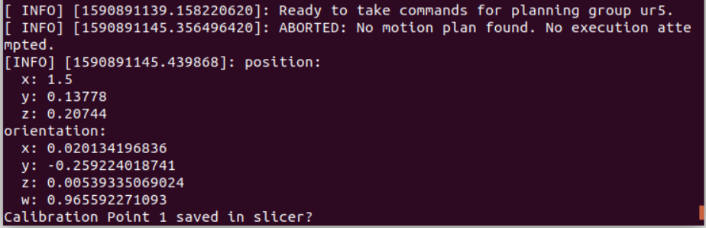 [ INFO] [1590891139.158220620]: Ready to take commands for planning group ur5.
[ INFO] [1590891145.356496420]: ABORTED: No motion plan found. No execution atte
mpted.
[INFO] [1590891145.439868]: position:
  x: 1.5
  y: 0.13778
  z: 0.20744
orientation:
  x: 0.020134196836
  y: -0.259224018741
  z: 0.00539335069024
  w: 0.965592271093
Calibration Point 1 saved in slicer?